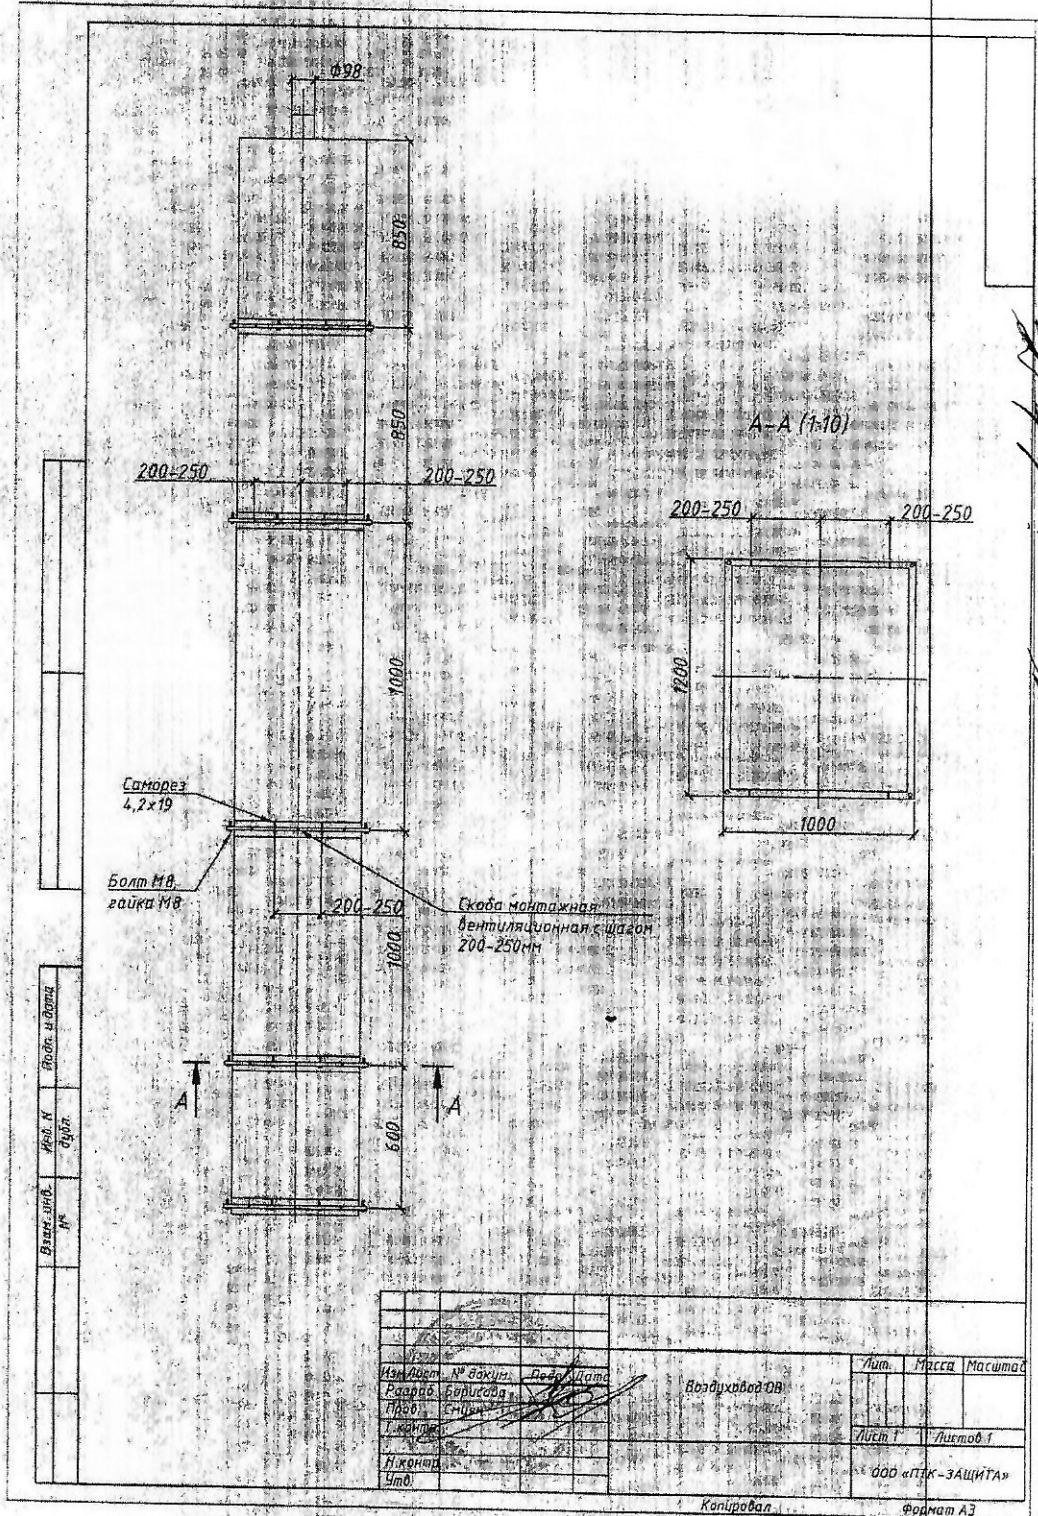 Ф98
850
850
200-250
200-250
1000
Саморез
4,2х19
Болт М8,
гайка М8
200-250
Скоба монтажная
вентиляционная с шагом
200-250мм
1000
А
А
600
А-А (1:10)
200-250
200-250
1200
1000
Подп. и дата
Инв. N
дубл.
Взам. инв.
№
Изм Лист № докум. Подп. Дата
Разраб. Борисова
Пров.
Т.контр.
Н.контр
Утв.
Воздуховод ОВ
Лит. Масса Масштаб
Лист 1 Листов 1
ООО «ПТК-ЗАЩИТА»
Копировал
Формат А3